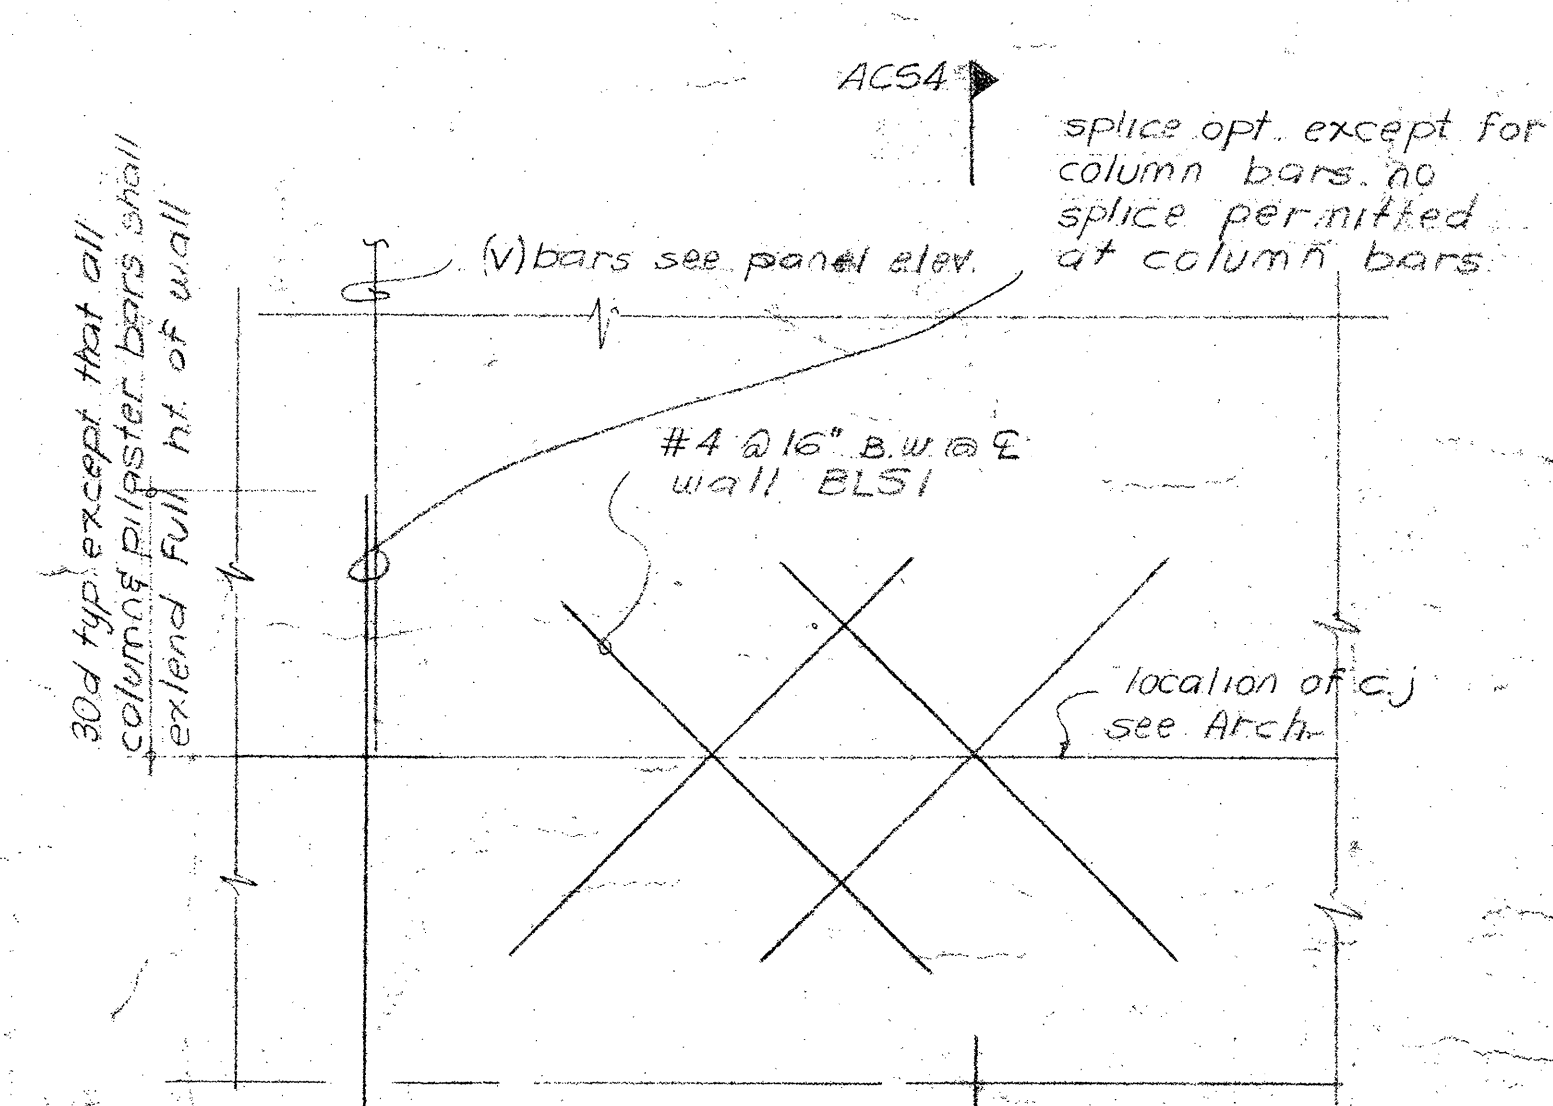 ACS4
splice opt. except for
column bars. no
splice permitted
at column bars
(v) bars see panel elev.
#4 @ 16" B.W @ ℄
wall BLS1
location of c.j
see Arch.
30d typ. except that all
column & pilaster bars shall
extend full ht. of wall